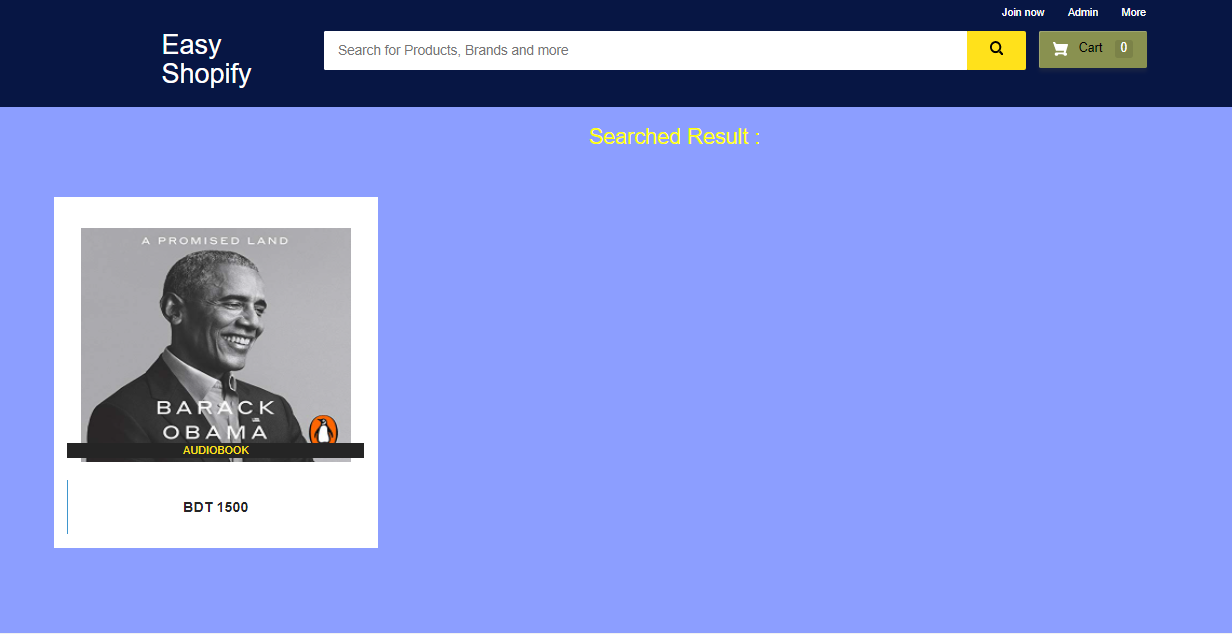 Join now Admin More
Easy
Shopify
Search for Products, Brands and more
Cart 0
Searched Result :
A PROMISED LAND
BARACK
OBAMA
AUDIOBOOK
BDT 1500